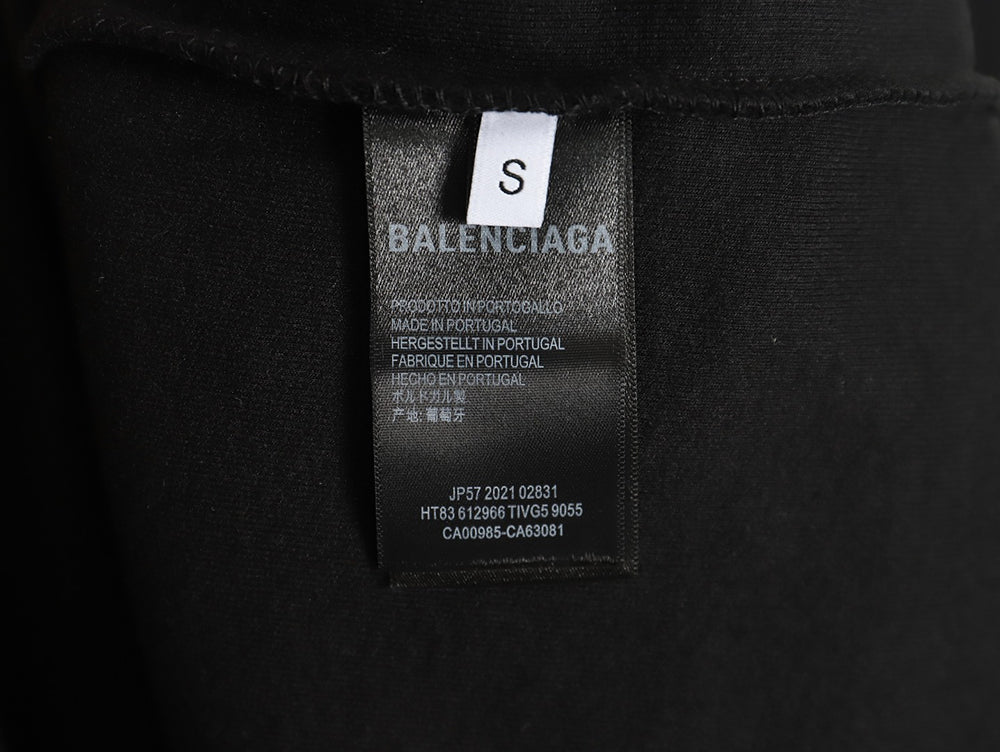 S
BALENCIAGA
PRODOTTO IN PORTOGALLO
MADE IN PORTUGAL
HERGESTELLT IN PORTUGAL
FABRIQUE EN PORTUGAL
HECHO EN PORTUGAL
ポルトガル製
产地: 葡萄牙
JP57 2021 02831
HT83 612966 TIVG5 9055
CA00985-CA63081